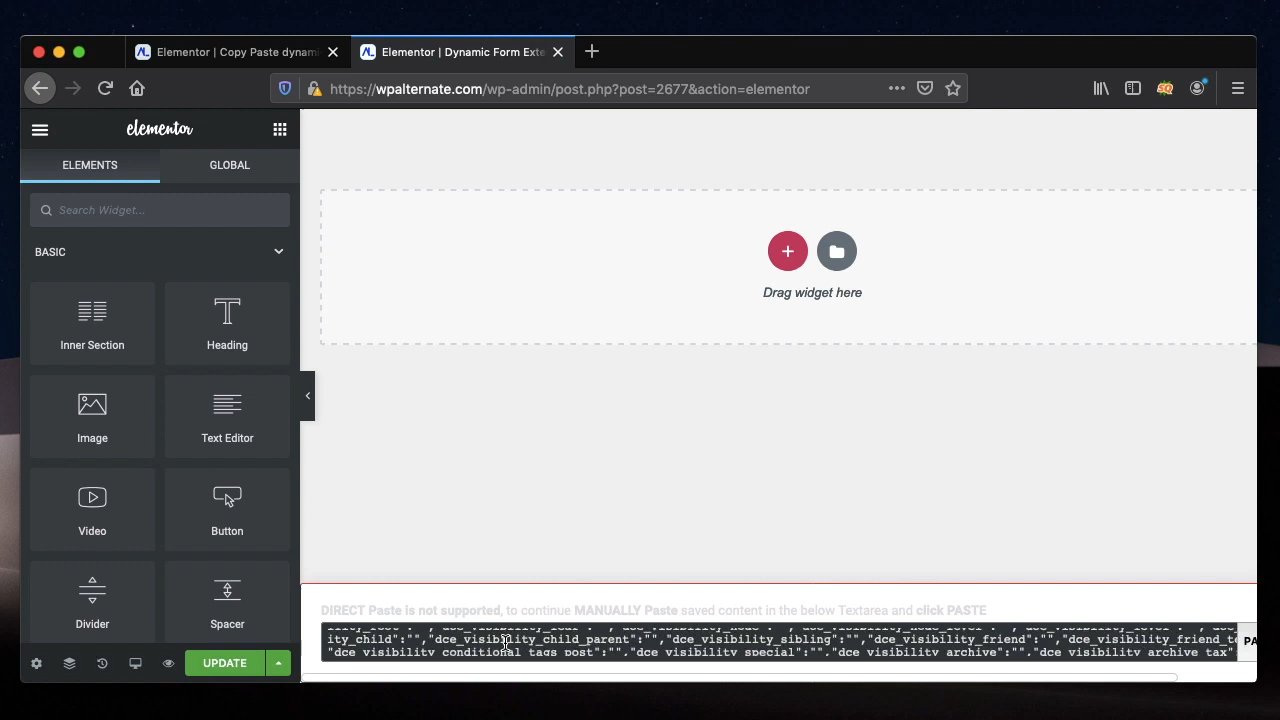 Elementor | Copy Paste dynami
Elementor | Dynamic Form Exte
https://wpalternate.com/wp-admin/post.php?post=2677&action=elementor
elementor
ELEMENTS
GLOBAL
Search Widget...
BASIC
Inner Section
Heading
Image
Text Editor
Video
Button
Divider
Spacer
UPDATE
Drag widget here
DIRECT Paste is not supported, to continue MANUALLY Paste saved content in the below Textarea and click PASTE
ity_child":"","dce_visibility_child_parent":"","dce_visibility_sibling":"","dce_visibility_friend":"","dce_visibility_friend_te
"dce_visibility_conditional_tags_post":"","dce_visibility_special":"","dce_visibility_archive":"","dce_visibility_archive_tax":
PA